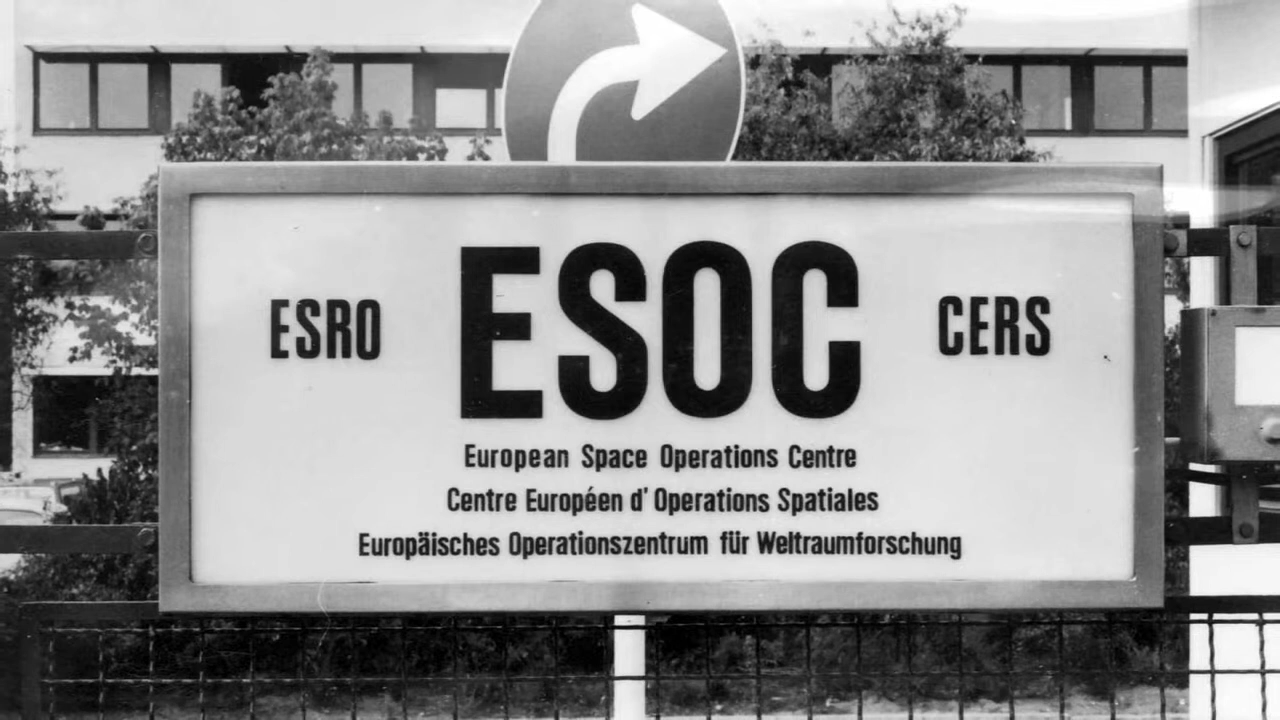 ESRO ESOC CERS
European Space Operations Centre
Centre Européen d' Operations Spatiales
Europäisches Operationszentrum für Weltraumforschung